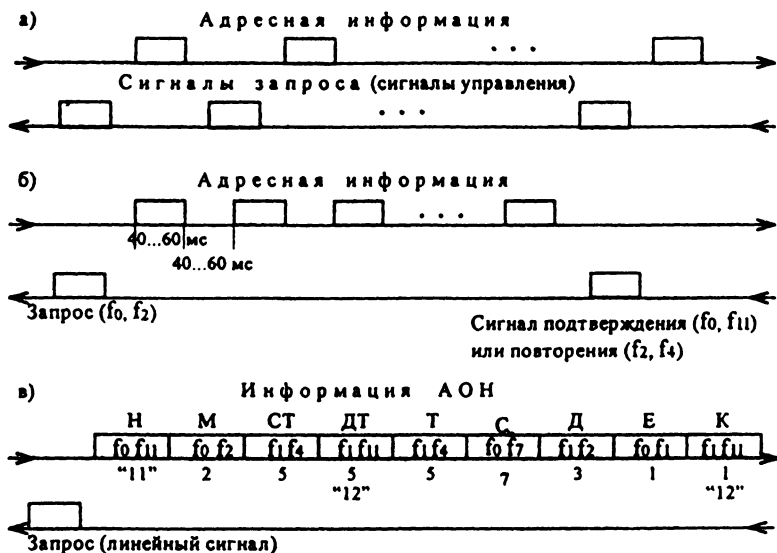 а) Адресная информация
. . .
Сигналы запроса (сигналы управления)
. . .
б) Адресная информация
. . .
40...60 мс
40...60 мс
Запрос (f0, f2)
Сигнал подтверждения (f0, f11)
или повторения (f2, f4)
в) Информация АОН
Н М СТ ДТ Т С Д Е К
f0 f11 f0 f2 f1 f4 f1 f11 f1 f4 f0 f7 f1 f2 f0 f1 f1 f11
"11" 2 5 5 5 7 3 1 1
"12" "12"
Запрос (линейный сигнал)